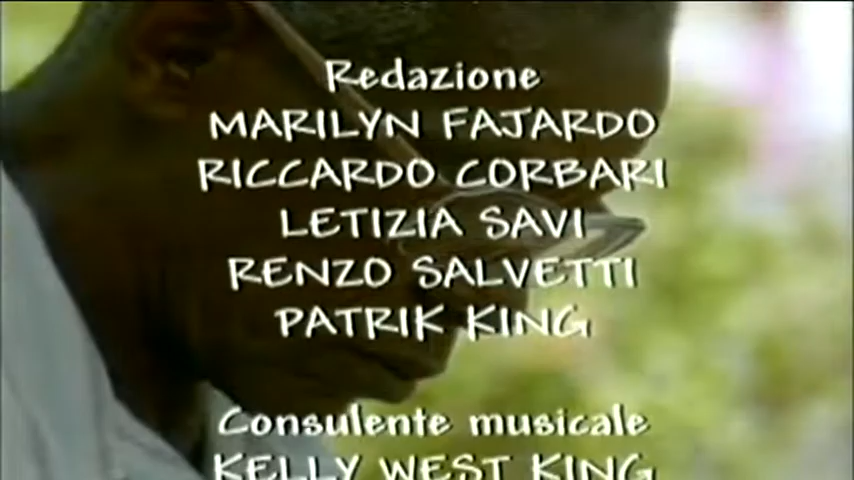 Redazione
MARILYN FAJARDO
RICCARDO CORBARI
LETIZIA SAVI
RENZO SALVETTI
PATRIK KING
Consulente musicale
KELLY WEST KING